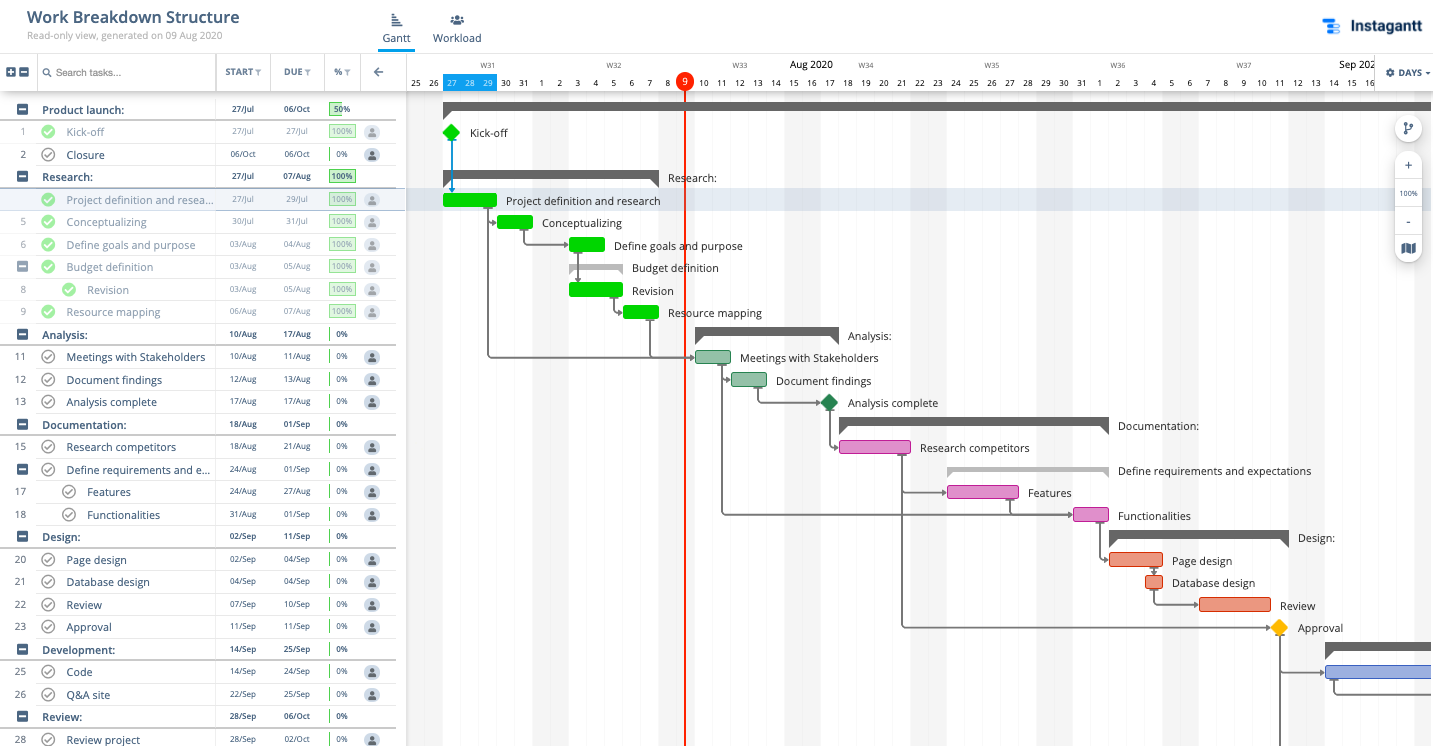 Work Breakdown Structure
Read-only view, generated on 09 Aug 2020
Gantt
Workload
Instagantt
Search tasks...
START
DUE
%
W31 W32 W33 Aug 2020 W34 W35 W36 W37 Sep 202
25 26 27 28 29 30 31 1 2 3 4 5 6 7 8 9 10 11 12 13 14 15 16 17 18 19 20 21 22 23 24 25 26 27 28 29 30 31 1 2 3 4 5 6 7 8 9 10 11 12 13 14 15 16
DAYS
Product launch: 27/Jul 06/Oct 50%
1 Kick-off 27/Jul 27/Jul 100%
2 Closure 06/Oct 06/Oct 0%
Research: 27/Jul 07/Aug 100%
Project definition and resea... 27/Jul 29/Jul 100%
5 Conceptualizing 30/Jul 31/Jul 100%
6 Define goals and purpose 03/Aug 04/Aug 100%
Budget definition 03/Aug 05/Aug 100%
8 Revision 03/Aug 05/Aug 100%
9 Resource mapping 06/Aug 07/Aug 100%
Analysis: 10/Aug 17/Aug 0%
11 Meetings with Stakeholders 10/Aug 11/Aug 0%
12 Document findings 12/Aug 13/Aug 0%
13 Analysis complete 17/Aug 17/Aug 0%
Documentation: 18/Aug 01/Sep 0%
15 Research competitors 18/Aug 21/Aug 0%
Define requirements and e... 24/Aug 01/Sep 0%
17 Features 24/Aug 27/Aug 0%
18 Functionalities 31/Aug 01/Sep 0%
Design: 02/Sep 11/Sep 0%
20 Page design 02/Sep 04/Sep 0%
21 Database design 04/Sep 04/Sep 0%
22 Review 07/Sep 10/Sep 0%
23 Approval 11/Sep 11/Sep 0%
Development: 14/Sep 25/Sep 0%
25 Code 14/Sep 24/Sep 0%
26 Q&A site 22/Sep 25/Sep 0%
Review: 28/Sep 06/Oct 0%
28 Review project 28/Sep 02/Oct 0%
Kick-off
Research:
Project definition and research
Conceptualizing
Define goals and purpose
Budget definition
Revision
Resource mapping
Analysis:
Meetings with Stakeholders
Document findings
Analysis complete
Documentation:
Research competitors
Define requirements and expectations
Features
Functionalities
Design:
Page design
Database design
Review
Approval
+
100%
-